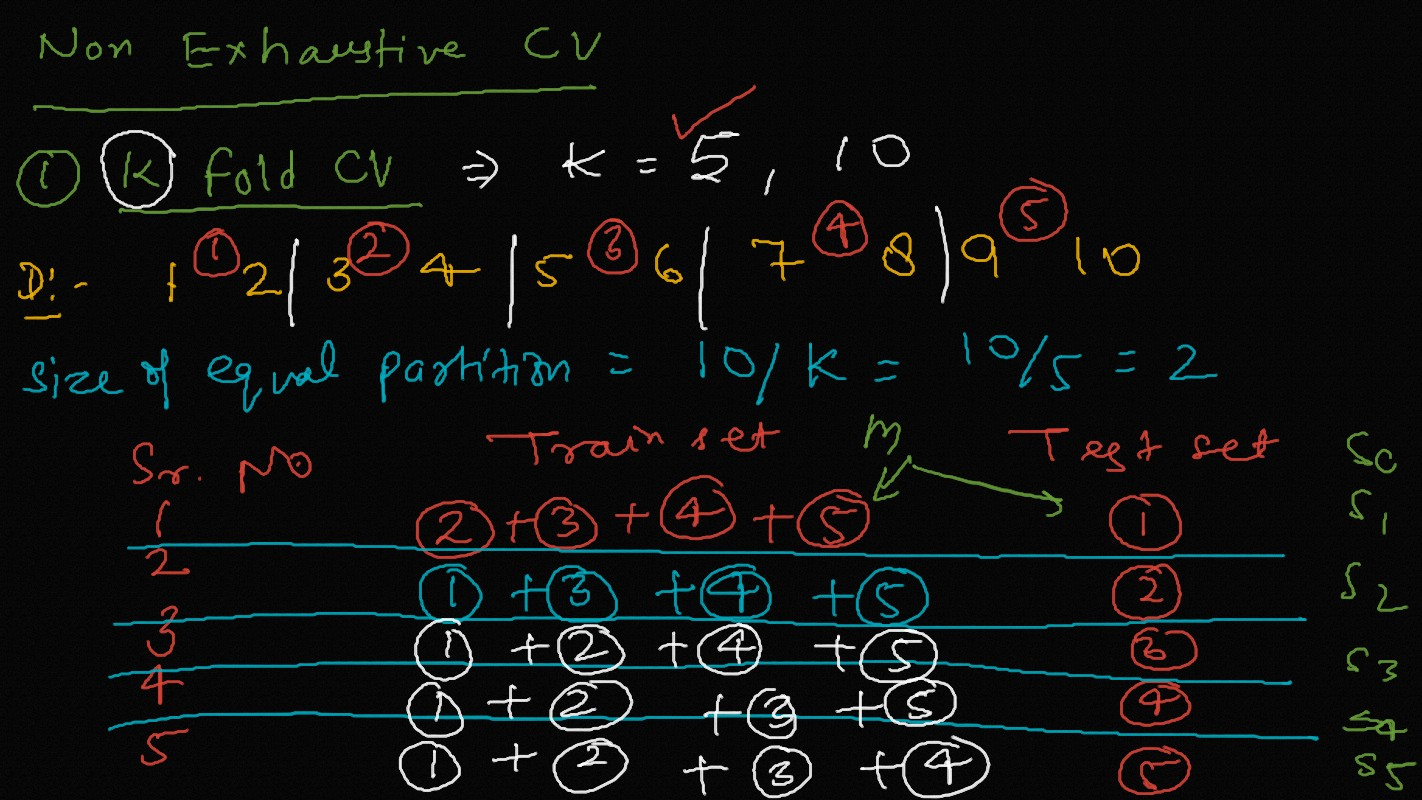 Non Exhaustive CV
① Ⓚ fold CV ⇒ K = 5, 10
① ② ③ ④ ⑤
D:- 1 2 | 3 4 | 5 6 | 7 8 | 9 10
size of equal partition = 10/K = 10/5 = 2
Sr. No Train set M Test set Sc
1 ② + ③ + ④ + ⑤ ① S1
2 ① + ③ + ④ + ⑤ ② S2
3 ① + ② + ④ + ⑤ ③ S3
4 ① + ② + ③ + ⑤ ④ S4
5 ① + ② + ③ + ④ ⑤ S5